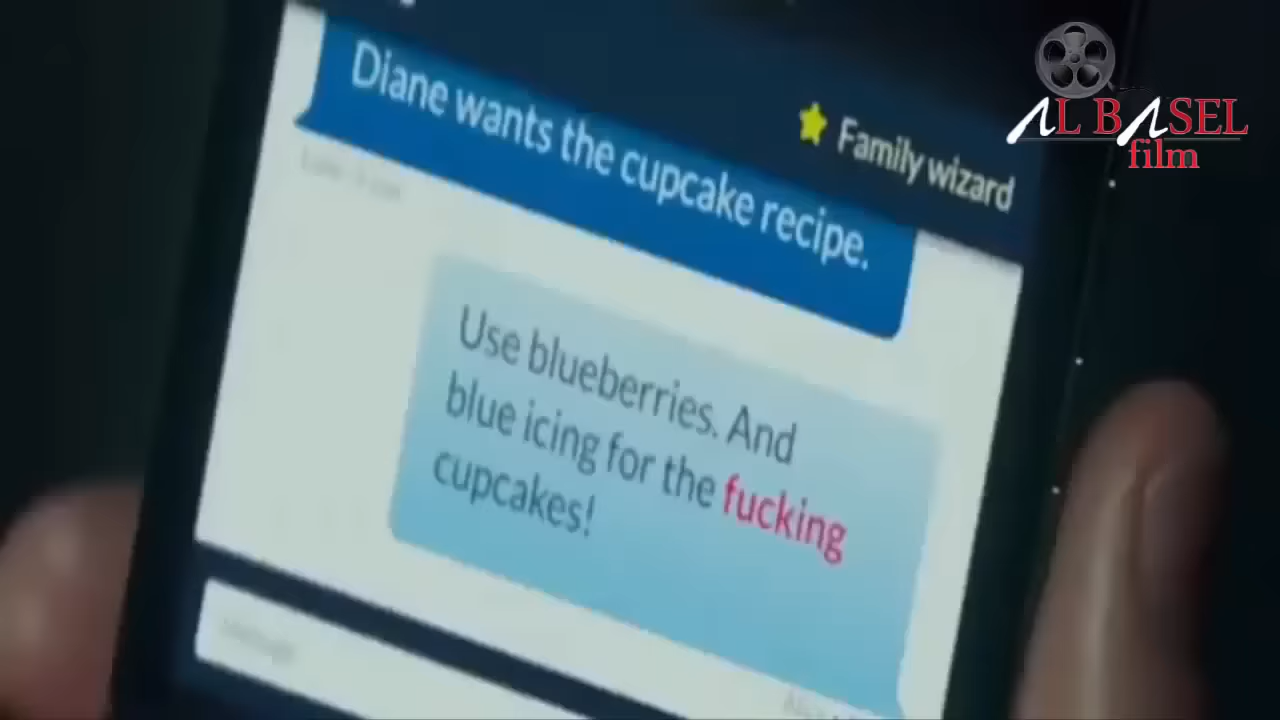 AL BASEL
film
Family wizard
Diane wants the cupcake recipe.
Use blueberries. And
blue icing for the fucking
cupcakes!